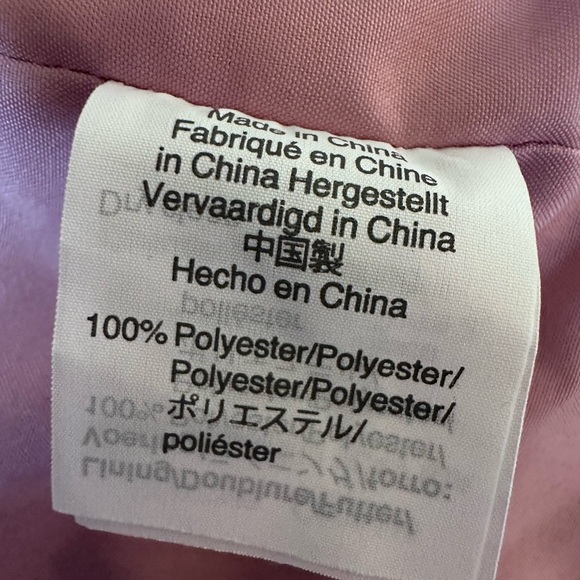 Made in China
Fabriqué en Chine
in China Hergestellt
Vervaardigd in China
中国製
Hecho en China
100% Polyester/Polyester/
Polyester/Polyester/
ポリエステル/
poliéster